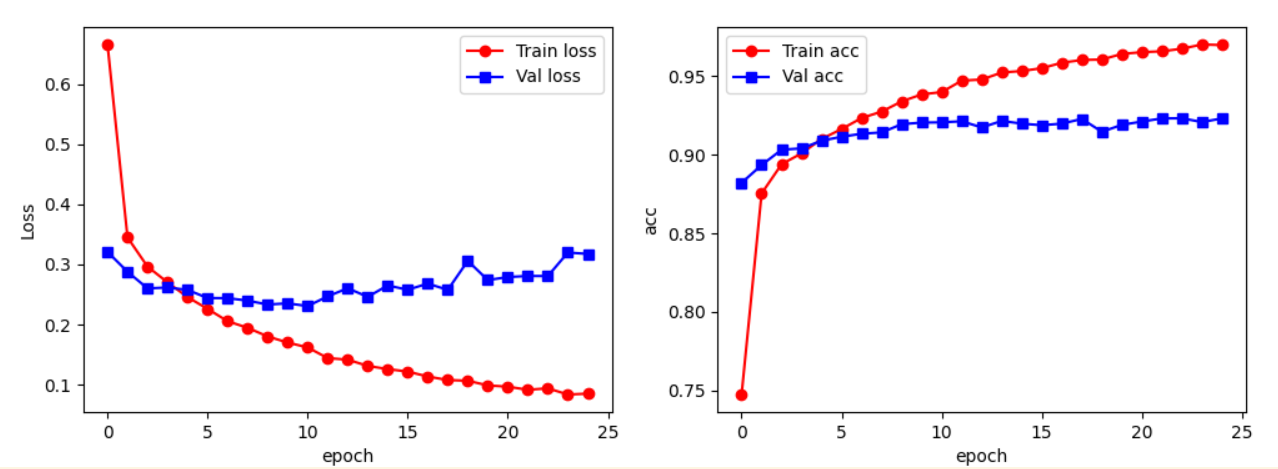 Train loss
Val loss
0.6
0.5
0.4
0.3
0.2
0.1
Loss
0 5 10 15 20 25
epoch
Train acc
Val acc
0.95
0.90
0.85
0.80
0.75
acc
0 5 10 15 20 25
epoch